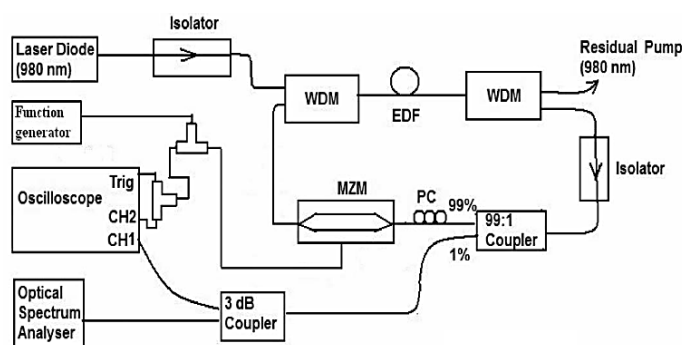 Isolator
Laser Diode
(980 nm)
Residual Pump
(980 nm)
WDM
EDF
WDM
Function
generator
Isolator
Trig
Oscilloscope
CH2
CH1
MZM
PC
99%
99:1
Coupler
1%
Optical
Spectrum
Analyser
3 dB
Coupler